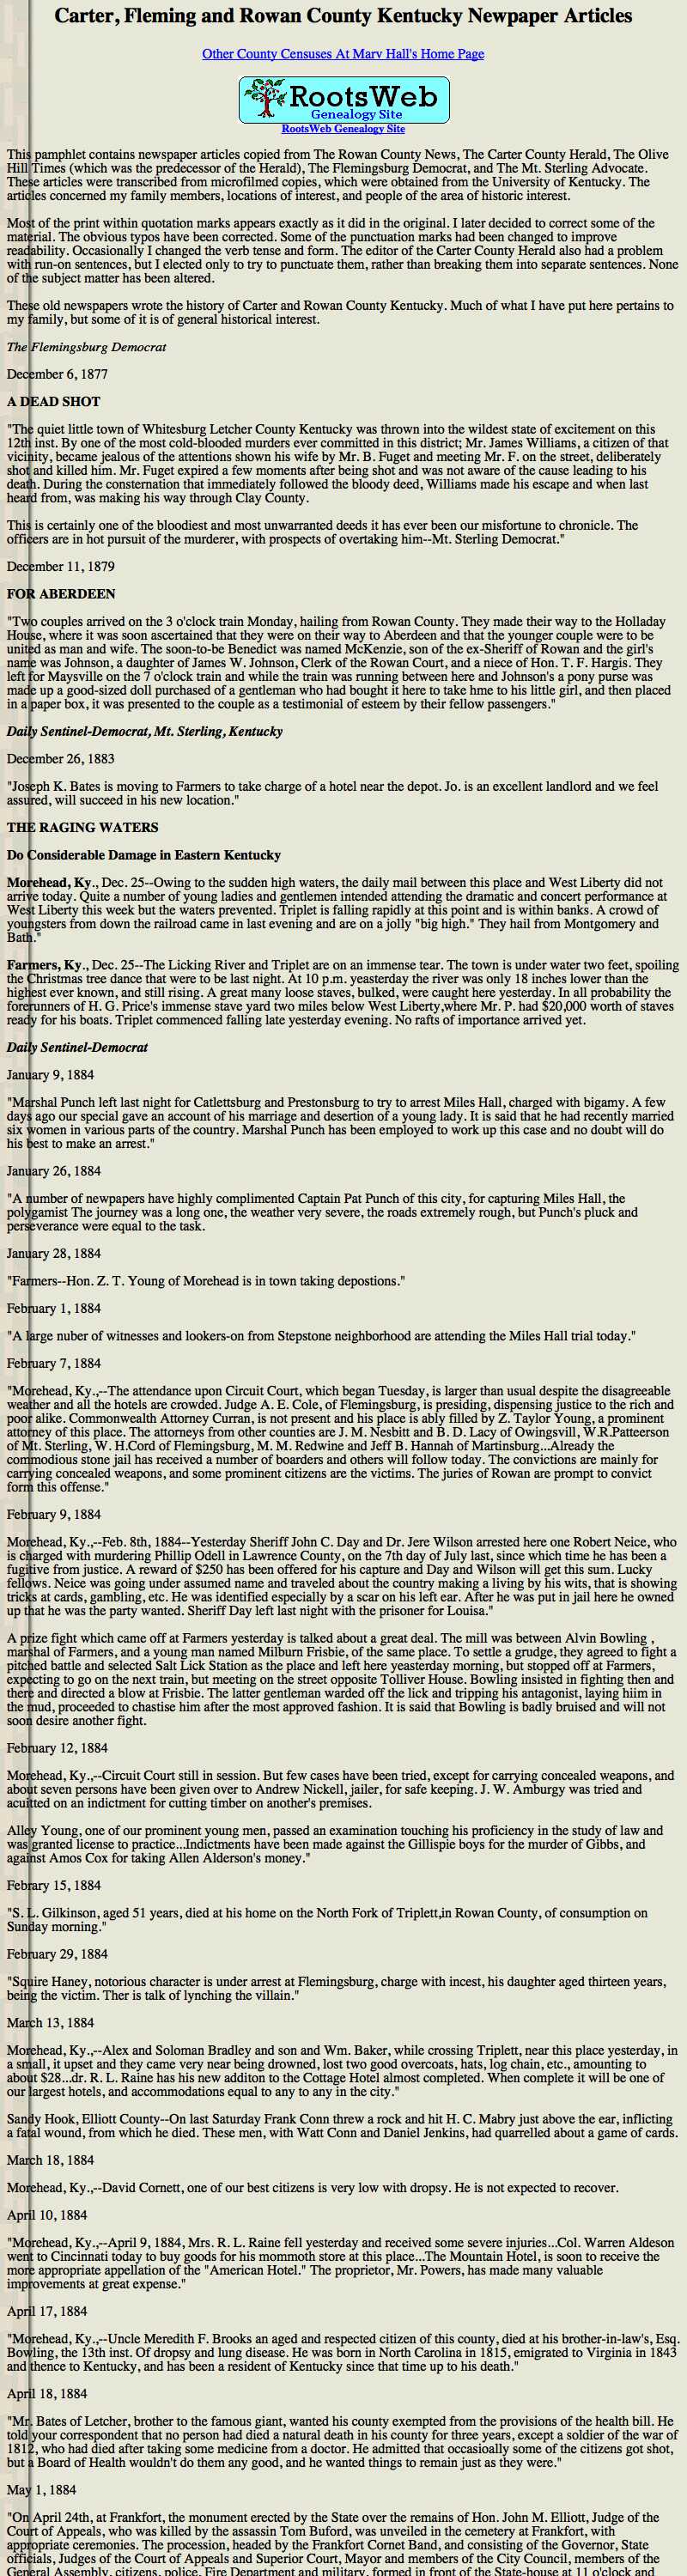 Carter, Fleming and Rowan County Kentucky Newpaper Articles
Other County Censuses At Marv Hall's Home Page
RootsWeb
Genealogy Site
RootsWeb Genealogy Site
This pamphlet contains newspaper articles copied from The Rowan County News, The Carter County Herald, The Olive
Hill Times (which was the predecessor of the Herald), The Flemingsburg Democrat, and The Mt. Sterling Advocate.
These articles were transcribed from microfilmed copies, which were obtained from the University of Kentucky. The
articles concerned my family members, locations of interest, and people of the area of historic interest.
Most of the print within quotation marks appears exactly as it did in the original. I later decided to correct some of the
material. The obvious typos have been corrected. Some of the punctuation marks had been changed to improve
readability. Occasionally I changed the verb tense and form. The editor of the Carter County Herald also had a problem
with run-on sentences, but I elected only to try to punctuate them, rather than breaking them into separate sentences. None
of the subject matter has been altered.
These old newspapers wrote the history of Carter and Rowan County Kentucky. Much of what I have put here pertains to
my family, but some of it is of general historical interest.
The Flemingsburg Democrat
December 6, 1877
A DEAD SHOT
"The quiet little town of Whitesburg Letcher County Kentucky was thrown into the wildest state of excitement on this
12th inst. By one of the most cold-blooded murders ever committed in this district; Mr. James Williams, a citizen of that
vicinity, became jealous of the attentions shown his wife by Mr. B. Fuget and meeting Mr. F. on the street, deliberately
shot and killed him. Mr. Fuget expired a few moments after being shot and was not aware of the cause leading to his
death. During the consternation that immediately followed the bloody deed, Williams made his escape and when last
heard from, was making his way through Clay County.
This is certainly one of the bloodiest and most unwarranted deeds it has ever been our misfortune to chronicle. The
officers are in hot pursuit of the murderer, with prospects of overtaking him--Mt. Sterling Democrat."
December 11, 1879
FOR ABERDEEN
"Two couples arrived on the 3 o'clock train Monday, hailing from Rowan County. They made their way to the Holladay
House, where it was soon ascertained that they were on their way to Aberdeen and that the younger couple were to be
united as man and wife. The soon-to-be Benedict was named McKenzie, son of the ex-Sheriff of Rowan and the girl's
name was Johnson, a daughter of James W. Johnson, Clerk of the Rowan Court, and a niece of Hon. T. F. Hargis. They
left for Maysville on the 7 o'clock train and while the train was running between here and Johnson's a pony purse was
made up a good-sized doll purchased of a gentleman who had bought it here to take hme to his little girl, and then placed
in a paper box, it was presented to the couple as a testimonial of esteem by their fellow passengers."
Daily Sentinel-Democrat, Mt. Sterling, Kentucky
December 26, 1883
"Joseph K. Bates is moving to Farmers to take charge of a hotel near the depot. Jo. is an excellent landlord and we feel
assured, will succeed in his new location."
THE RAGING WATERS
Do Considerable Damage in Eastern Kentucky
Morehead, Ky., Dec. 25--Owing to the sudden high waters, the daily mail between this place and West Liberty did not
arrive today. Quite a number of young ladies and gentlemen intended attending the dramatic and concert performance at
West Liberty this week but the waters prevented. Triplet is falling rapidly at this point and is within banks. A crowd of
youngsters from down the railroad came in last evening and are on a jolly "big high." They hail from Montgomery and
Bath."
Farmers, Ky., Dec. 25--The Licking River and Triplet are on an immense tear. The town is under water two feet, spoiling
the Christmas tree dance that were to be last night. At 10 p.m. yeasterday the river was only 18 inches lower than the
highest ever known, and still rising. A great many loose staves, bulked, were caught here yesterday. In all probability the
forerunners of H. G. Price's immense stave yard two miles below West Liberty,where Mr. P. had $20,000 worth of staves
ready for his boats. Triplet commenced falling late yesterday evening. No rafts of importance arrived yet.
Daily Sentinel-Democrat
January 9, 1884
"Marshal Punch left last night for Catlettsburg and Prestonsburg to try to arrest Miles Hall, charged with bigamy. A few
days ago our special gave an account of his marriage and desertion of a young lady. It is said that he had recently married
six women in various parts of the country. Marshal Punch has been employed to work up this case and no doubt will do
his best to make an arrest."
January 26, 1884
"A number of newpapers have highly complimented Captain Pat Punch of this city, for capturing Miles Hall, the
polygamist The journey was a long one, the weather very severe, the roads extremely rough, but Punch's pluck and
perseverance were equal to the task.
January 28, 1884
"Farmers--Hon. Z. T. Young of Morehead is in town taking depostions."
February 1, 1884
"A large nuber of witnesses and lookers-on from Stepstone neighborhood are attending the Miles Hall trial today."
February 7, 1884
"Morehead, Ky.,--The attendance upon Circuit Court, which began Tuesday, is larger than usual despite the disagreeable
weather and all the hotels are crowded. Judge A. E. Cole, of Flemingsburg, is presiding, dispensing justice to the rich and
poor alike. Commonwealth Attorney Curran, is not present and his place is ably filled by Z. Taylor Young, a prominent
attorney of this place. The attorneys from other counties are J. M. Nesbitt and B. D. Lacy of Owingsvill, W.R.Patteerson
of Mt. Sterling, W. H.Cord of Flemingsburg, M. M. Redwine and Jeff B. Hannah of Martinsburg...Already the
commodious stone jail has received a number of boarders and others will follow today. The convictions are mainly for
carrying concealed weapons, and some prominent citizens are the victims. The juries of Rowan are prompt to convict
form this offense."
February 9, 1884
Morehead, Ky.,--Feb. 8th, 1884--Yesterday Sheriff John C. Day and Dr. Jere Wilson arrested here one Robert Neice, who
is charged with murdering Phillip Odell in Lawrence County, on the 7th day of July last, since which time he has been a
fugitive from justice. A reward of $250 has been offered for his capture and Day and Wilson will get this sum. Lucky
fellows. Neice was going under assumed name and traveled about the country making a living by his wits, that is showing
tricks at cards, gambling, etc. He was identified especially by a scar on his left ear. After he was put in jail here he owned
up that he was the party wanted. Sheriff Day left last night with the prisoner for Louisa."
A prize fight which came off at Farmers yesterday is talked about a great deal. The mill was between Alvin Bowling ,
marshal of Farmers, and a young man named Milburn Frisbie, of the same place. To settle a grudge, they agreed to fight a
pitched battle and selected Salt Lick Station as the place and left here yeasterday morning, but stopped off at Farmers,
expecting to go on the next train, but meeting on the street opposite Tolliver House. Bowling insisted in fighting then and
there and directed a blow at Frisbie. The latter gentleman warded off the lick and tripping his antagonist, laying hiim in
the mud, proceeded to chastise him after the most approved fashion. It is said that Bowling is badly bruised and will not
soon desire another fight.
February 12, 1884
Morehead, Ky.,--Circuit Court still in session. But few cases have been tried, except for carrying concealed weapons, and
about seven persons have been given over to Andrew Nickell, jailer, for safe keeping. J. W. Amburgy was tried and
acuitted on an indictment for cutting timber on another's premises.
Alley Young, one of our prominent young men, passed an examination touching his proficiency in the study of law and
was granted license to practice...Indictments have been made against the Gillispie boys for the murder of Gibbs, and
against Amos Cox for taking Allen Alderson's money."
Febrary 15, 1884
"S. L. Gilkinson, aged 51 years, died at his home on the North Fork of Triplett,in Rowan County, of consumption on
Sunday morning."
February 29, 1884
"Squire Haney, notorious character is under arrest at Flemingsburg, charge with incest, his daughter aged thirteen years,
being the victim. Ther is talk of lynching the villain."
March 13, 1884
Morehead, Ky.,--Alex and Soloman Bradley and son and Wm. Baker, while crossing Triplett, near this place yesterday, in
a small, it upset and they came very near being drowned, lost two good overcoats, hats, log chain, etc., amounting to
about $28...dr. R. L. Raine has his new additon to the Cottage Hotel almost completed. When complete it will be one of
our largest hotels, and accommodations equal to any to any in the city."
Sandy Hook, Elliott County--On last Saturday Frank Conn threw a rock and hit H. C. Mabry just above the ear, inflicting
a fatal wound, from which he died. These men, with Watt Conn and Daniel Jenkins, had quarrelled about a game of cards.
March 18, 1884
Morehead, Ky.,--David Cornett, one of our best citizens is very low with dropsy. He is not expected to recover.
April 10, 1884
"Morehead, Ky.,--April 9, 1884, Mrs. R. L. Raine fell yesterday and received some severe injuries...Col. Warren Aldeson
went to Cincinnati today to buy goods for his mommoth store at this place...The Mountain Hotel, is soon to receive the
more appropriate appellation of the "American Hotel." The proprietor, Mr. Powers, has made many valuable
improvements at great expense."
April 17, 1884
"Morehead, Ky.,--Uncle Meredith F. Brooks an aged and respected citizen of this county, died at his brother-in-law's, Esq.
Bowling, the 13th inst. Of dropsy and lung disease. He was born in North Carolina in 1815, emigrated to Virginia in 1843
and thence to Kentucky, and has been a resident of Kentucky since that time up to his death."
April 18, 1884
"Mr. Bates of Letcher, brother to the famous giant, wanted his county exempted from the provisions of the health bill. He
told your correspondent that no person had died a natural death in his county for three years, except a soldier of the war of
1812, who had died after taking some medicine from a doctor. He admitted that occasioally some of the citizens got shot,
but a Board of Health wouldn't do them any good, and he wanted things to remain just as they were."
May 1, 1884
"On April 24th, at Frankfort, the monument erected by the State over the remains of Hon. John M. Elliott, Judge of the
Court of Appeals, who was killed by the assassin Tom Buford, was unveiled in the cemetery at Frankfort, with
appropriate ceremonies. The procession, headed by the Frankfort Cornet Band, and consisting of the Governor, State
officials, Judges of the Court of Appeals and Superior Court, Mayor and members of the City Council, members of the
General Assembly, citizens, police, Fire Department and military, formed in front of the State-house at 11 o'clock and